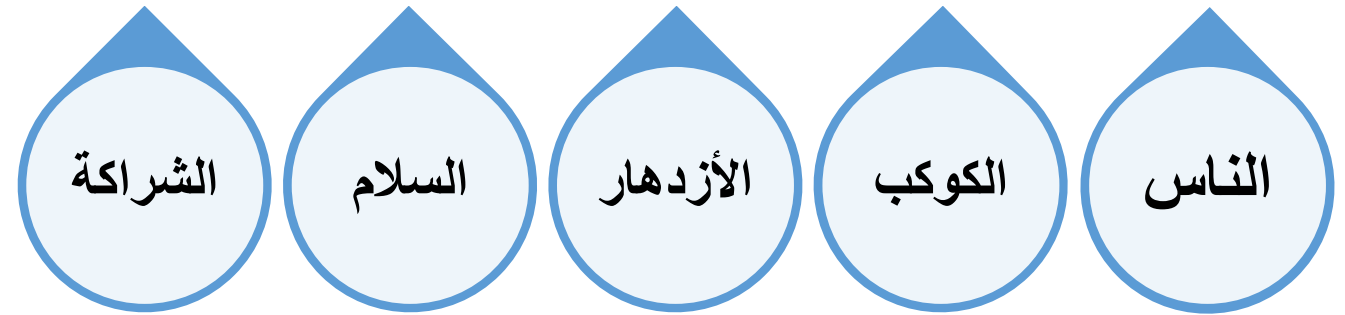 الناس
الكوكب
الأزدهار
السلام
الشراكة